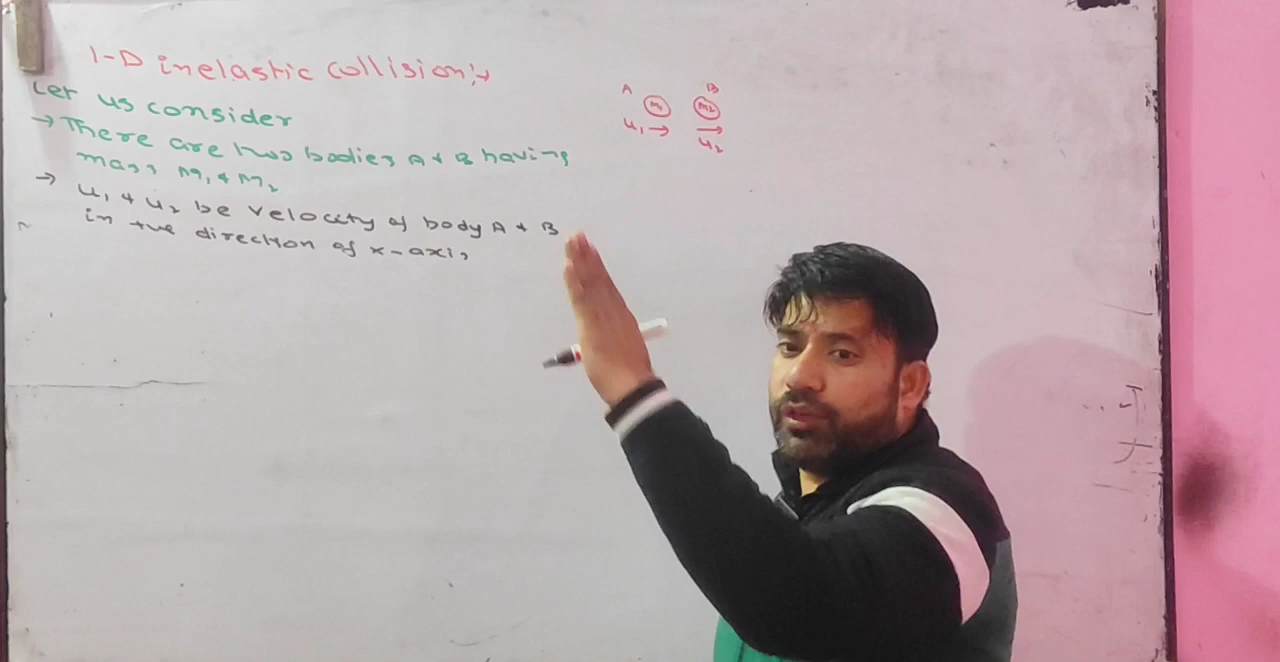 1-D inelastic collision:→
Let us consider
→ There are two bodies A & B having
mass M₁ & M₂
→ u₁ & u₂ be velocity of body A & B
in the direction of x-axis
A B
M₁ M₂
u₁ → →
u₂